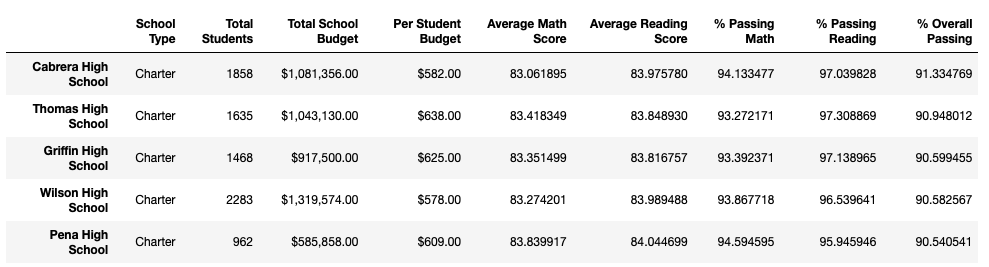 School Type Total Students Total School Budget Per Student Budget Average Math Score Average Reading Score % Passing Math % Passing Reading % Overall Passing
Cabrera High School Charter 1858 $1,081,356.00 $582.00 83.061895 83.975780 94.133477 97.039828 91.334769
Thomas High School Charter 1635 $1,043,130.00 $638.00 83.418349 83.848930 93.272171 97.308869 90.948012
Griffin High School Charter 1468 $917,500.00 $625.00 83.351499 83.816757 93.392371 97.138965 90.599455
Wilson High School Charter 2283 $1,319,574.00 $578.00 83.274201 83.989488 93.867718 96.539641 90.582567
Pena High School Charter 962 $585,858.00 $609.00 83.839917 84.044699 94.594595 95.945946 90.540541